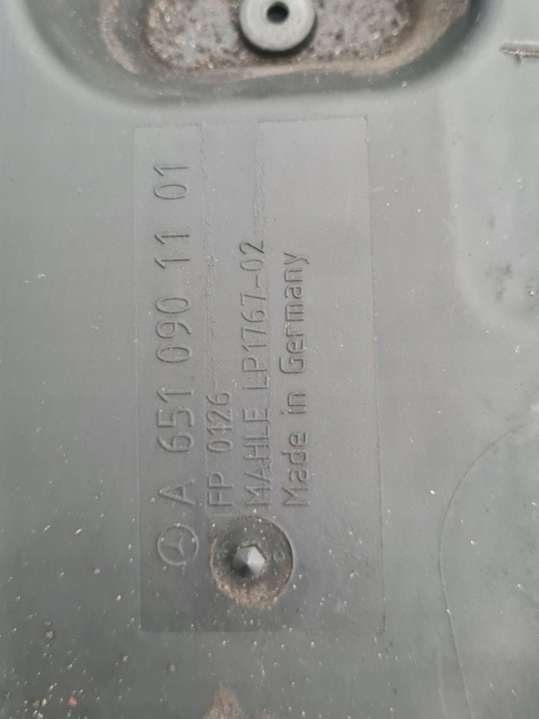 A 651 090 11 01
FP 0126
MAHLE LP1767-02
Made in Germany